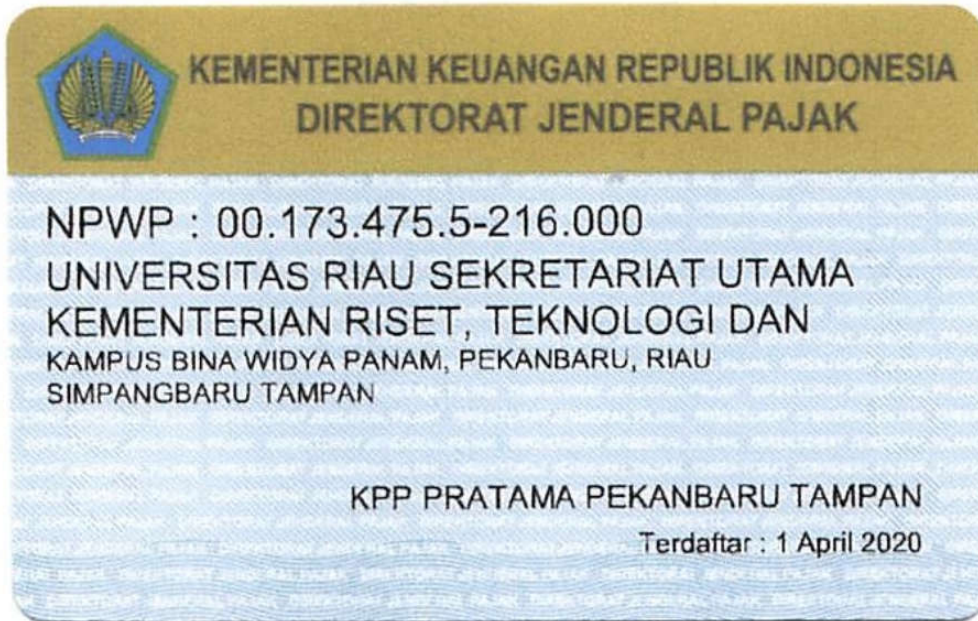 KEMENTERIAN KEUANGAN REPUBLIK INDONESIA
DIREKTORAT JENDERAL PAJAK
NPWP : 00.173.475.5-216.000
UNIVERSITAS RIAU SEKRETARIAT UTAMA
KEMENTERIAN RISET, TEKNOLOGI DAN
KAMPUS BINA WIDYA PANAM, PEKANBARU, RIAU
SIMPANGBARU TAMPAN
KPP PRATAMA PEKANBARU TAMPAN
Terdaftar : 1 April 2020